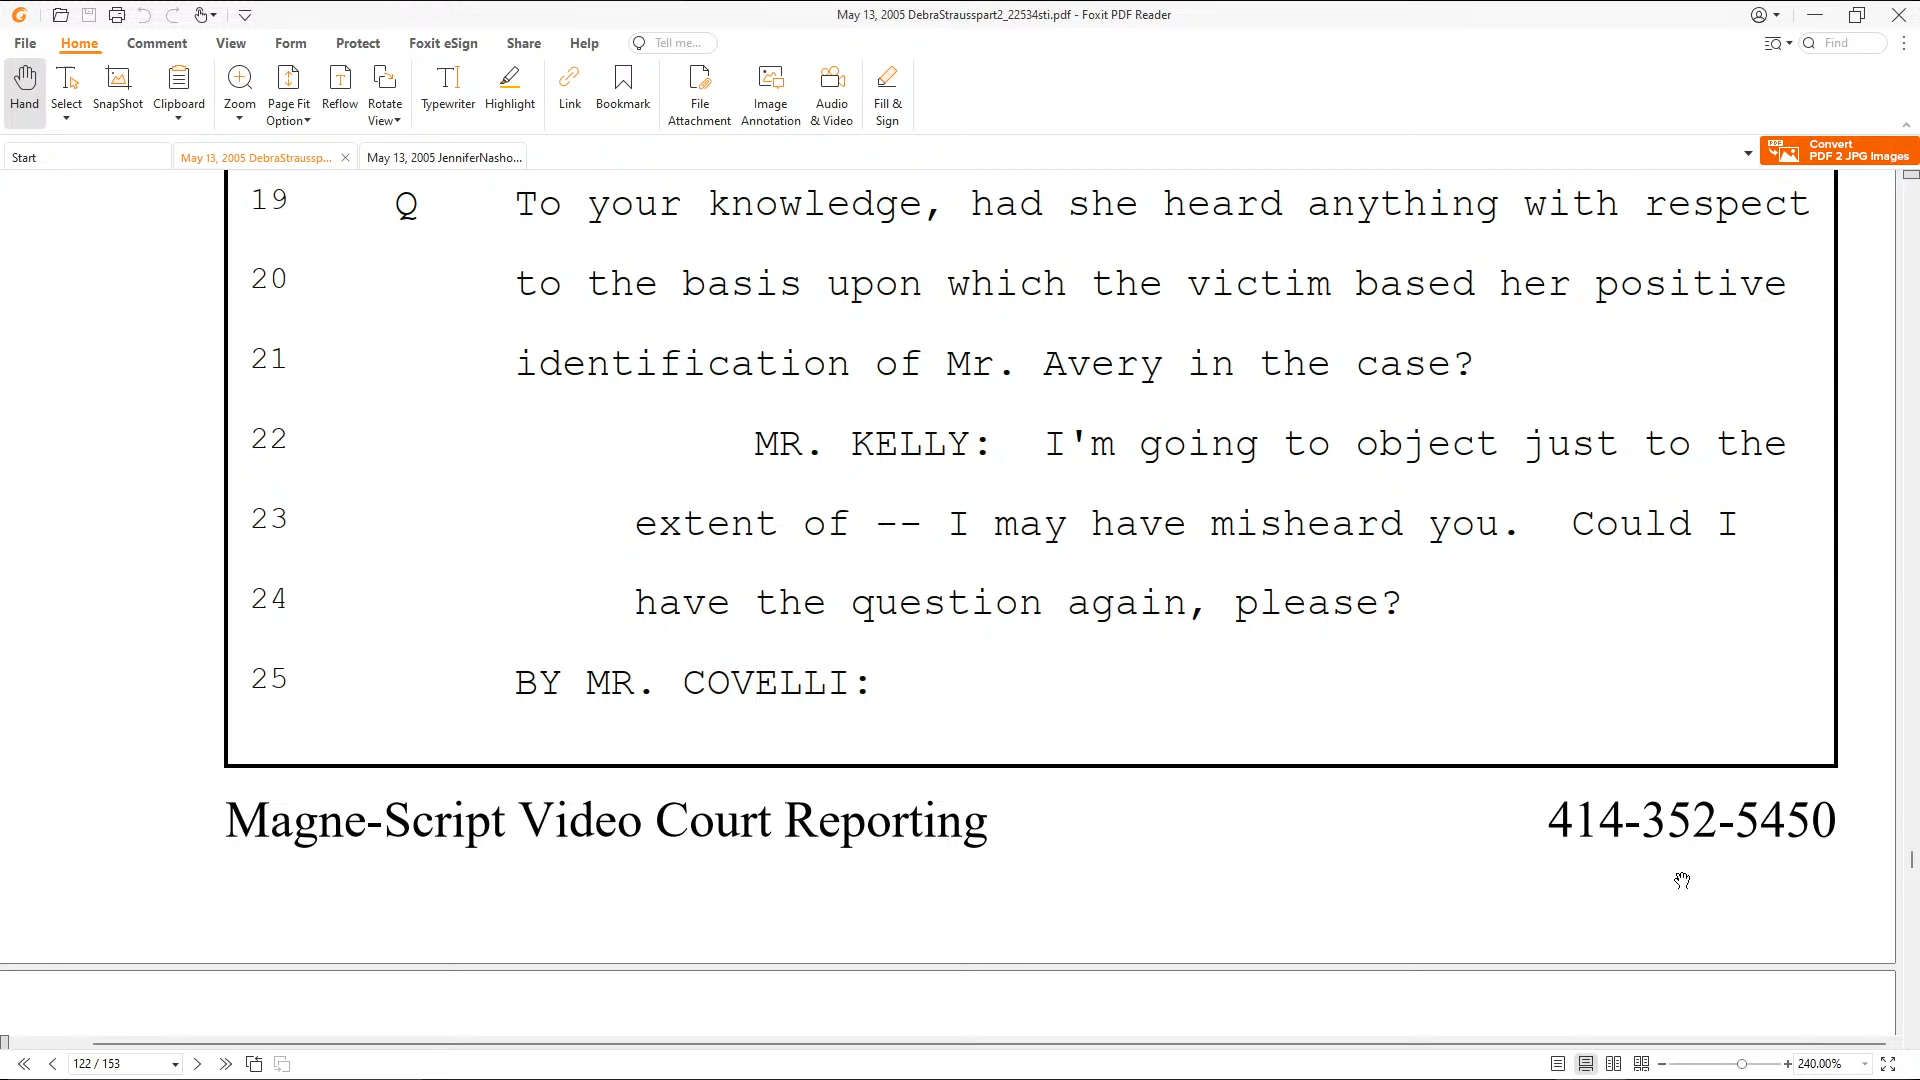 May 13, 2005 DebraStrausspart2_22534sti.pdf - Foxit PDF Reader
File Home Comment View Form Protect Foxit eSign Share Help Tell me... Find
Hand Select SnapShot Clipboard Zoom Page Fit Option Reflow Rotate View Typewriter Highlight Link Bookmark File Attachment Image Annotation Audio & Video Fill & Sign
Start May 13, 2005 DebraStraussp... May 13, 2005 JenniferNasho... PDF Convert PDF 2 JPG Images
19 Q To your knowledge, had she heard anything with respect
20 to the basis upon which the victim based her positive
21 identification of Mr. Avery in the case?
22 MR. KELLY: I'm going to object just to the
23 extent of -- I may have misheard you. Could I
24 have the question again, please?
25 BY MR. COVELLI:
Magne-Script Video Court Reporting 414-352-5450
122 / 153 240.00%